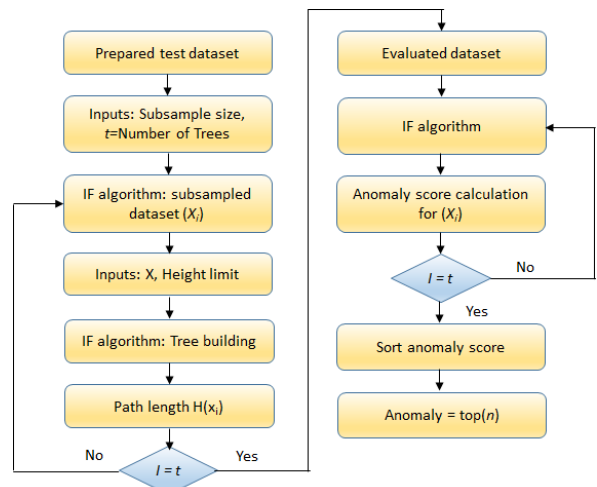 Prepared test dataset
Inputs: Subsample size,
t=Number of Trees
IF algorithm: subsampled
dataset (Xi)
Inputs: X, Height limit
IF algorithm: Tree building
Path length H(xi)
No
I = t
Yes
Evaluated dataset
IF algorithm
Anomaly score calculation
for (Xi)
I = t
No
Yes
Sort anomaly score
Anomaly = top(n)